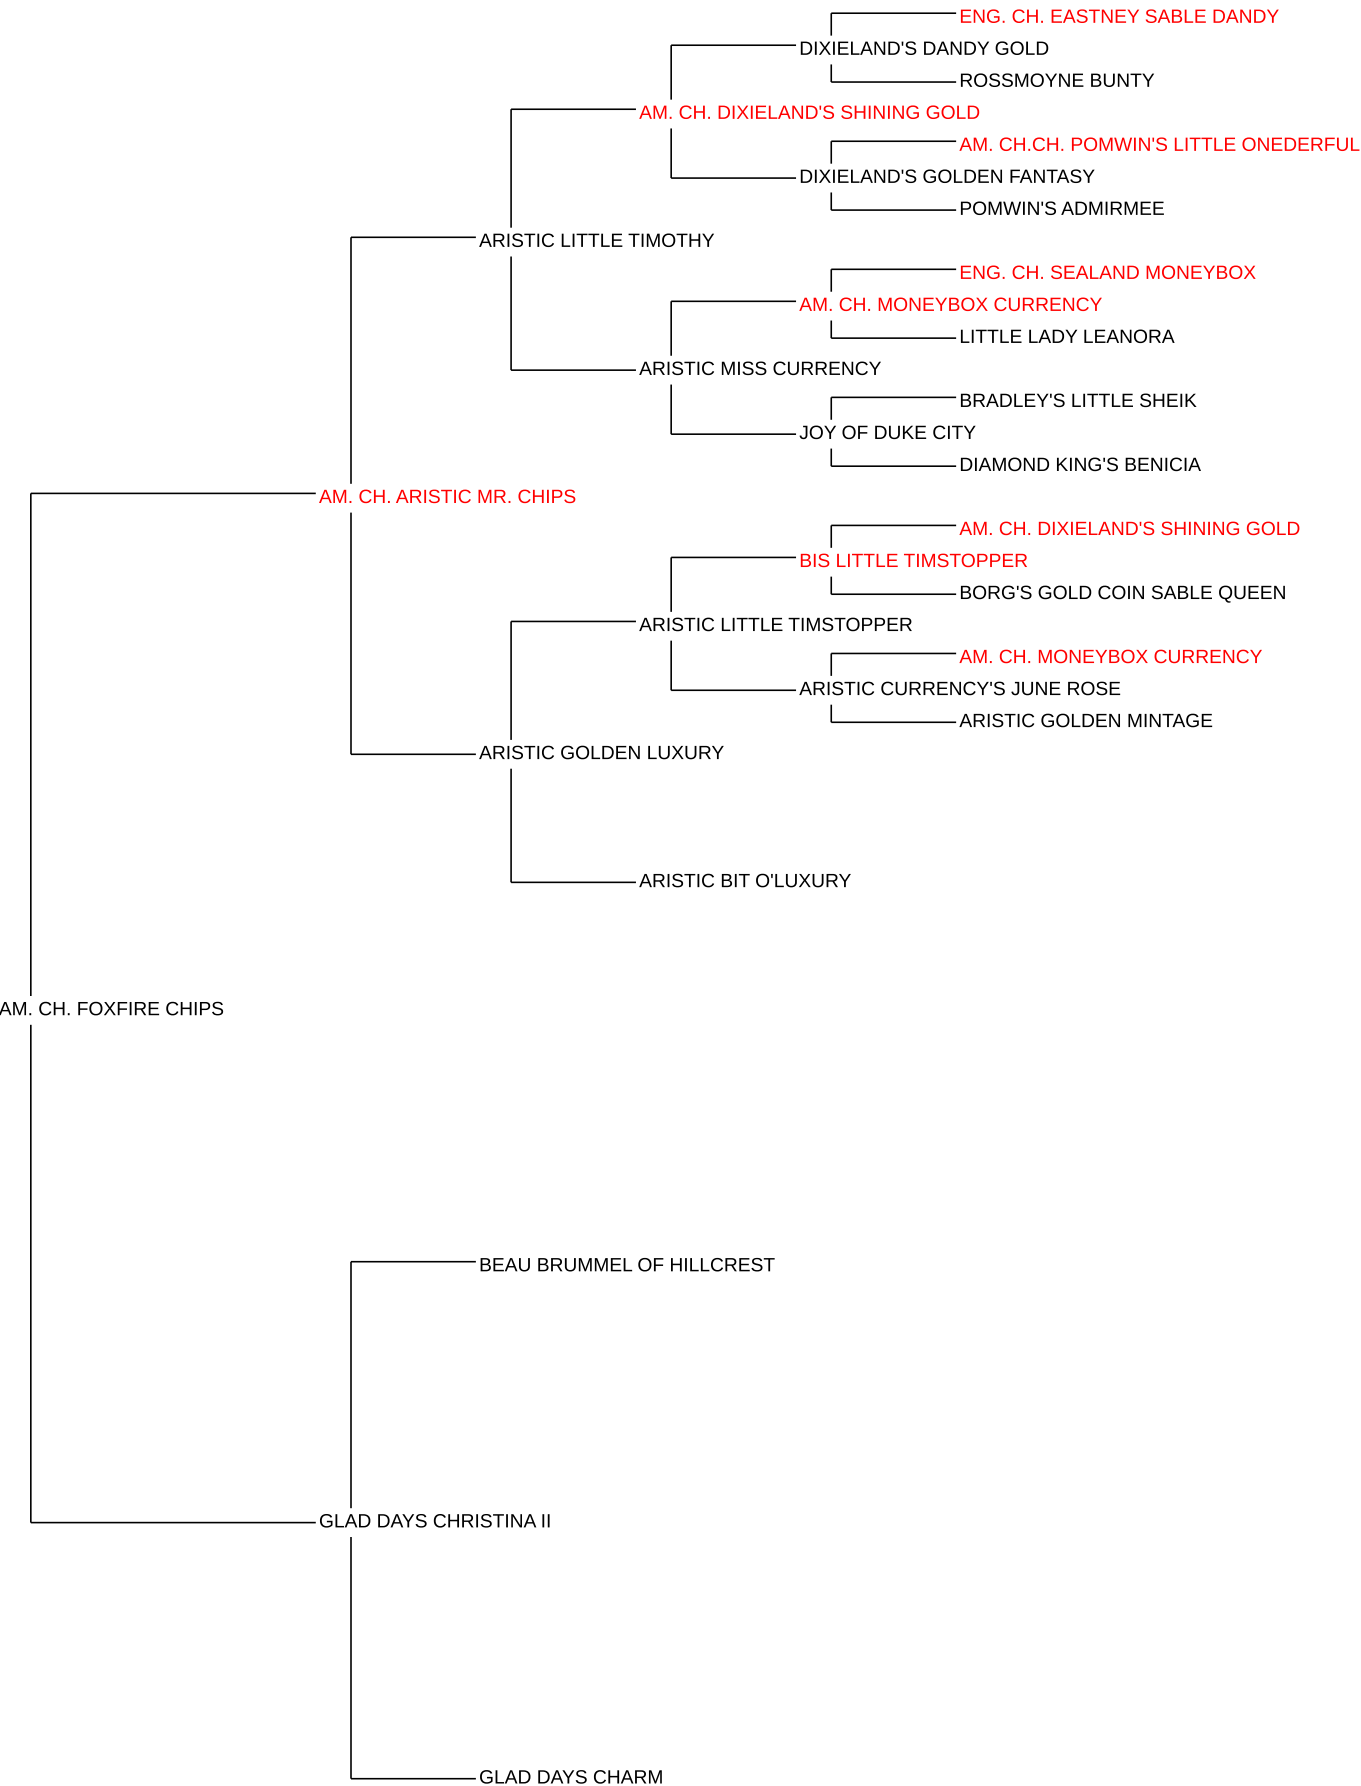 ENG. CH. EASTNEY SABLE DANDY
DIXIELAND'S DANDY GOLD
ROSSMOYNE BUNTY
AM. CH. DIXIELAND'S SHINING GOLD
AM. CH.CH. POMWIN'S LITTLE ONEDERFUL
DIXIELAND'S GOLDEN FANTASY
POMWIN'S ADMIRMEE
ARISTIC LITTLE TIMOTHY
ENG. CH. SEALAND MONEYBOX
AM. CH. MONEYBOX CURRENCY
LITTLE LADY LEANORA
ARISTIC MISS CURRENCY
BRADLEY'S LITTLE SHEIK
JOY OF DUKE CITY
DIAMOND KING'S BENICIA
AM. CH. ARISTIC MR. CHIPS
AM. CH. DIXIELAND'S SHINING GOLD
BIS LITTLE TIMSTOPPER
BORG'S GOLD COIN SABLE QUEEN
ARISTIC LITTLE TIMSTOPPER
AM. CH. MONEYBOX CURRENCY
ARISTIC CURRENCY'S JUNE ROSE
ARISTIC GOLDEN MINTAGE
ARISTIC GOLDEN LUXURY
ARISTIC BIT O'LUXURY
AM. CH. FOXFIRE CHIPS
BEAU BRUMMEL OF HILLCREST
GLAD DAYS CHRISTINA II
GLAD DAYS CHARM